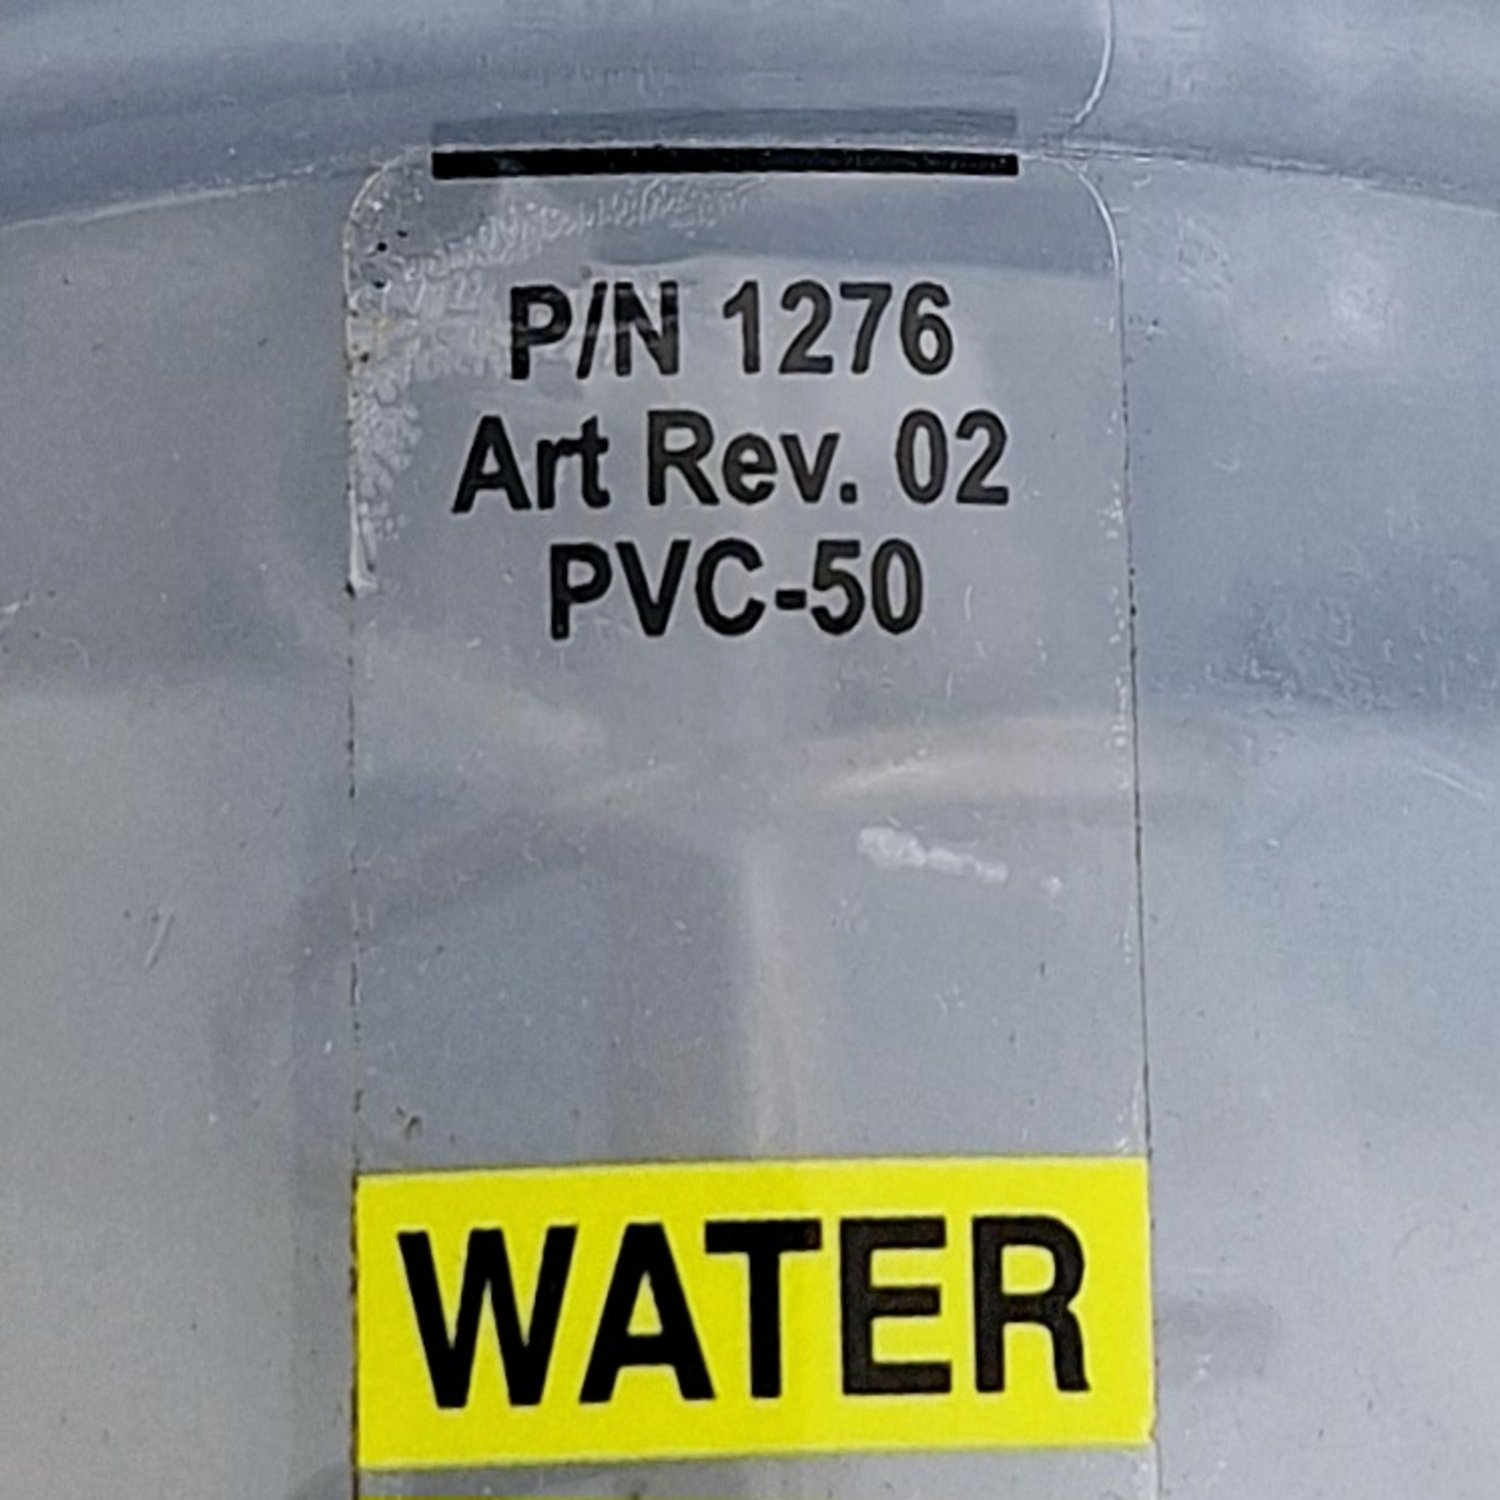 P/N 1276
Art Rev. 02
PVC-50
WATER